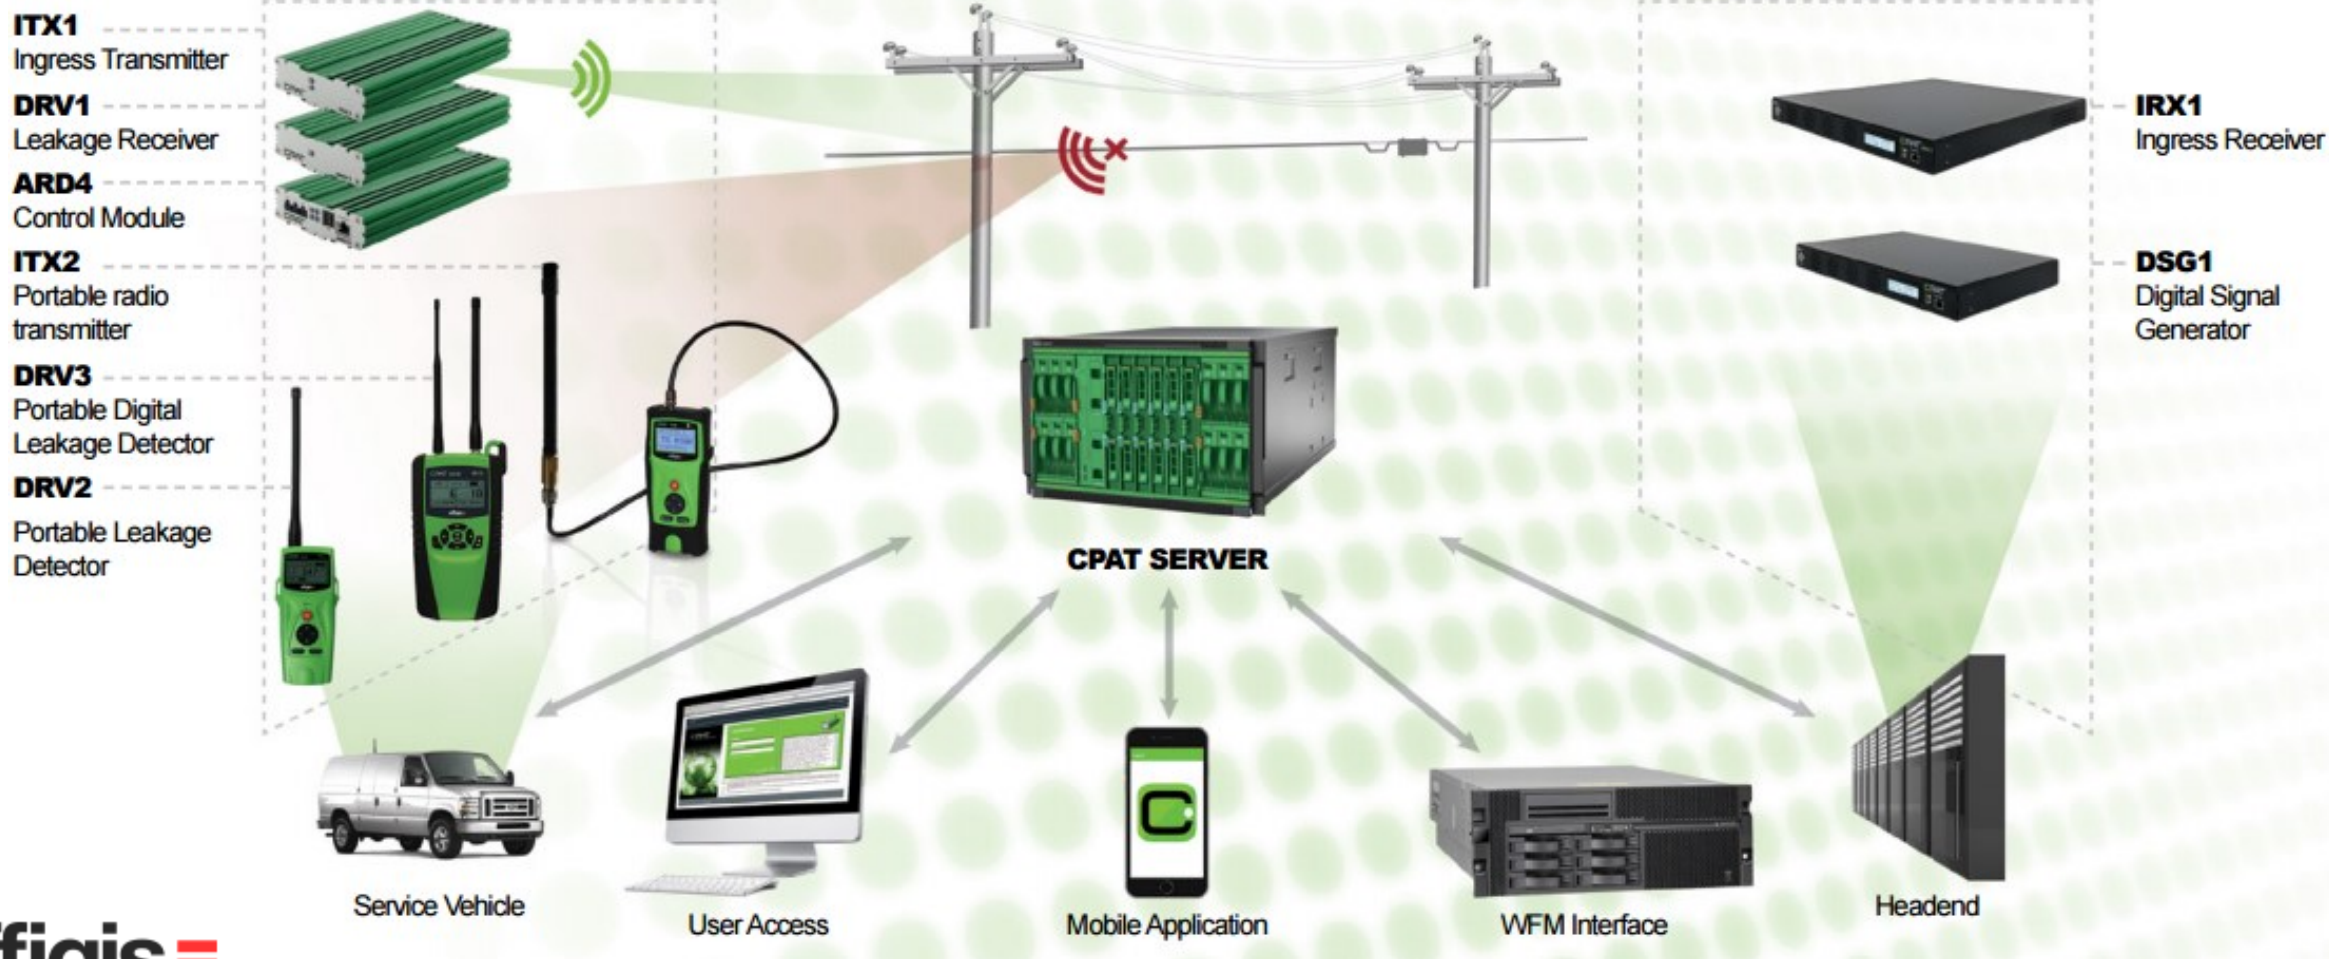 ITX1
Ingress Transmitter
DRV1
Leakage Receiver
ARD4
Control Module
ITX2
Portable radio
transmitter
DRV3
Portable Digital
Leakage Detector
DRV2
Portable Leakage
Detector
IRX1
Ingress Receiver
DSG1
Digital Signal
Generator
CPAT SERVER
Service Vehicle
User Access
Mobile Application
WFM Interface
Headend